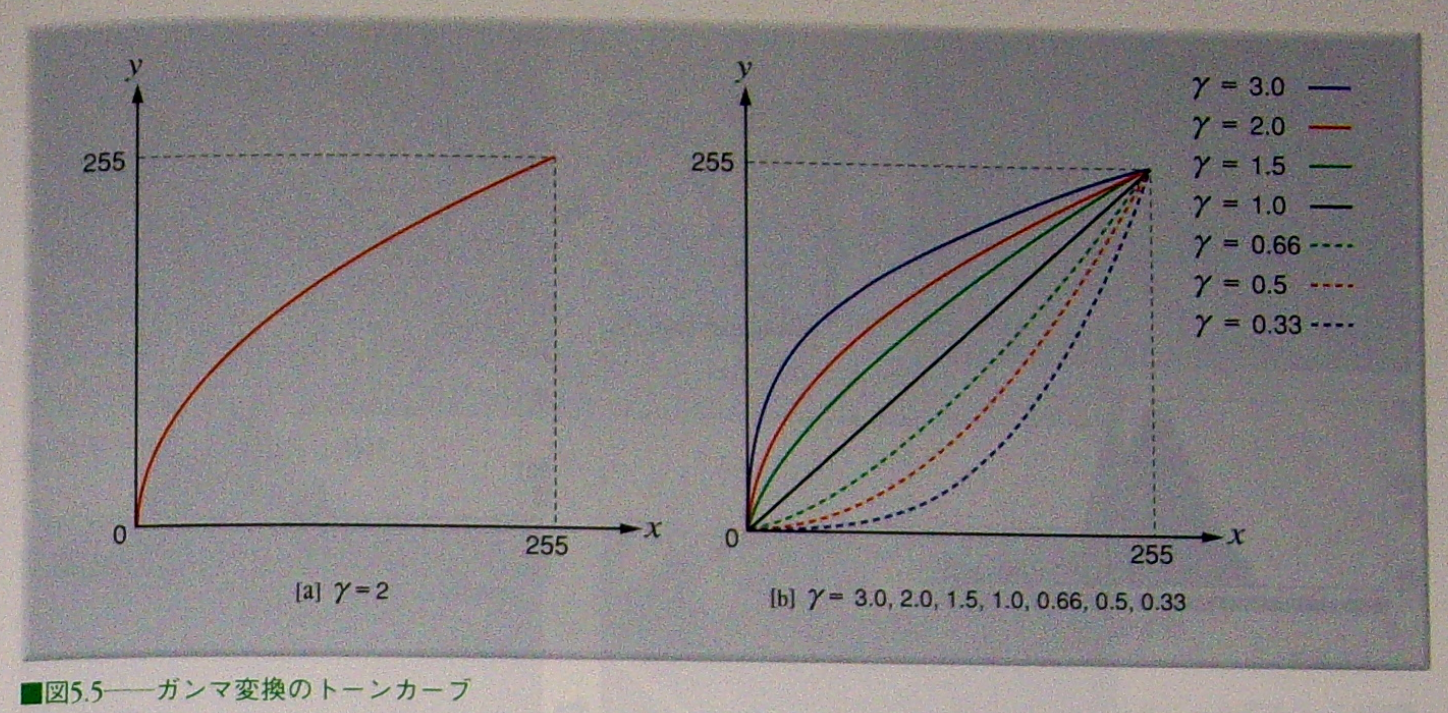 y
255
0
255
x
[a] γ = 2
y
255
0
255
x
[b] γ = 3.0, 2.0, 1.5, 1.0, 0.66, 0.5, 0.33
γ = 3.0
γ = 2.0
γ = 1.5
γ = 1.0
γ = 0.66
γ = 0.5
γ = 0.33
■図5.5──ガンマ変換のトーンカーブ